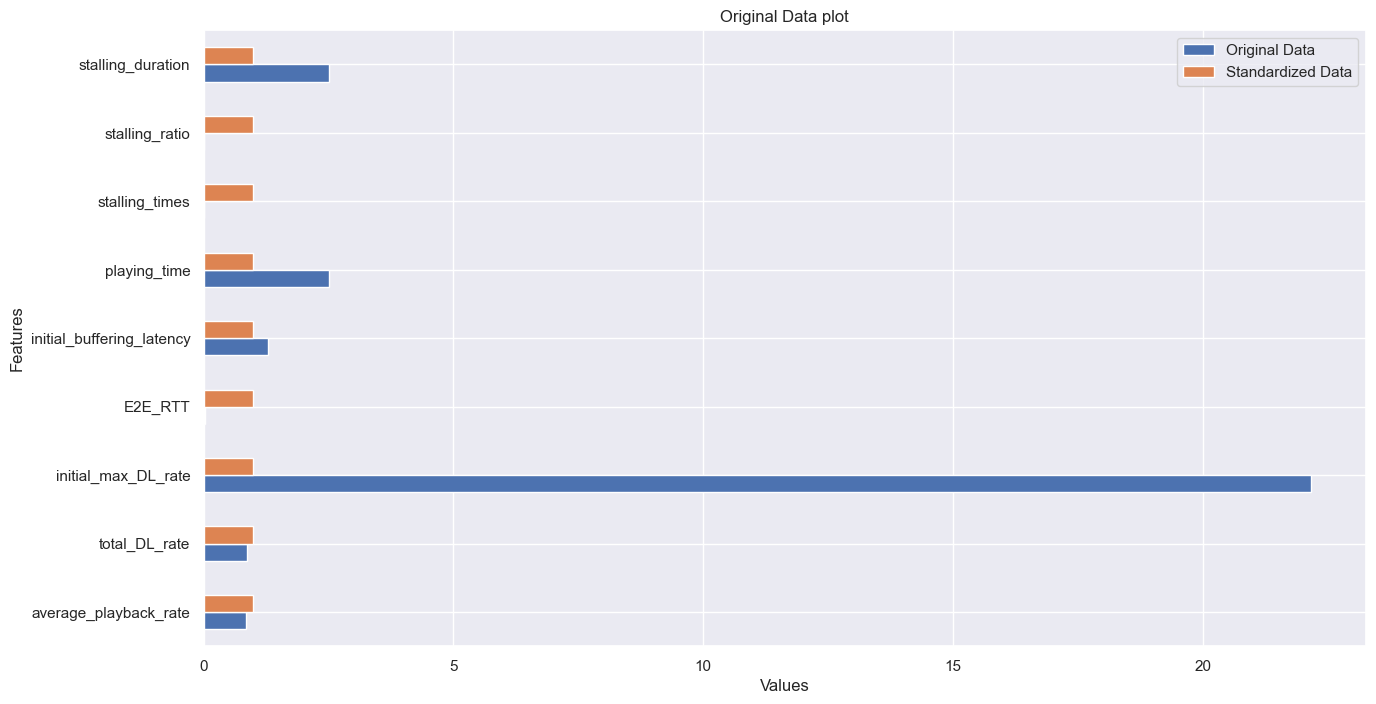 Original Data plot
Original Data
Standardized Data
Features
stalling_duration
stalling_ratio
stalling_times
playing_time
initial_buffering_latency
E2E_RTT
initial_max_DL_rate
total_DL_rate
average_playback_rate
0 5 10 15 20
Values